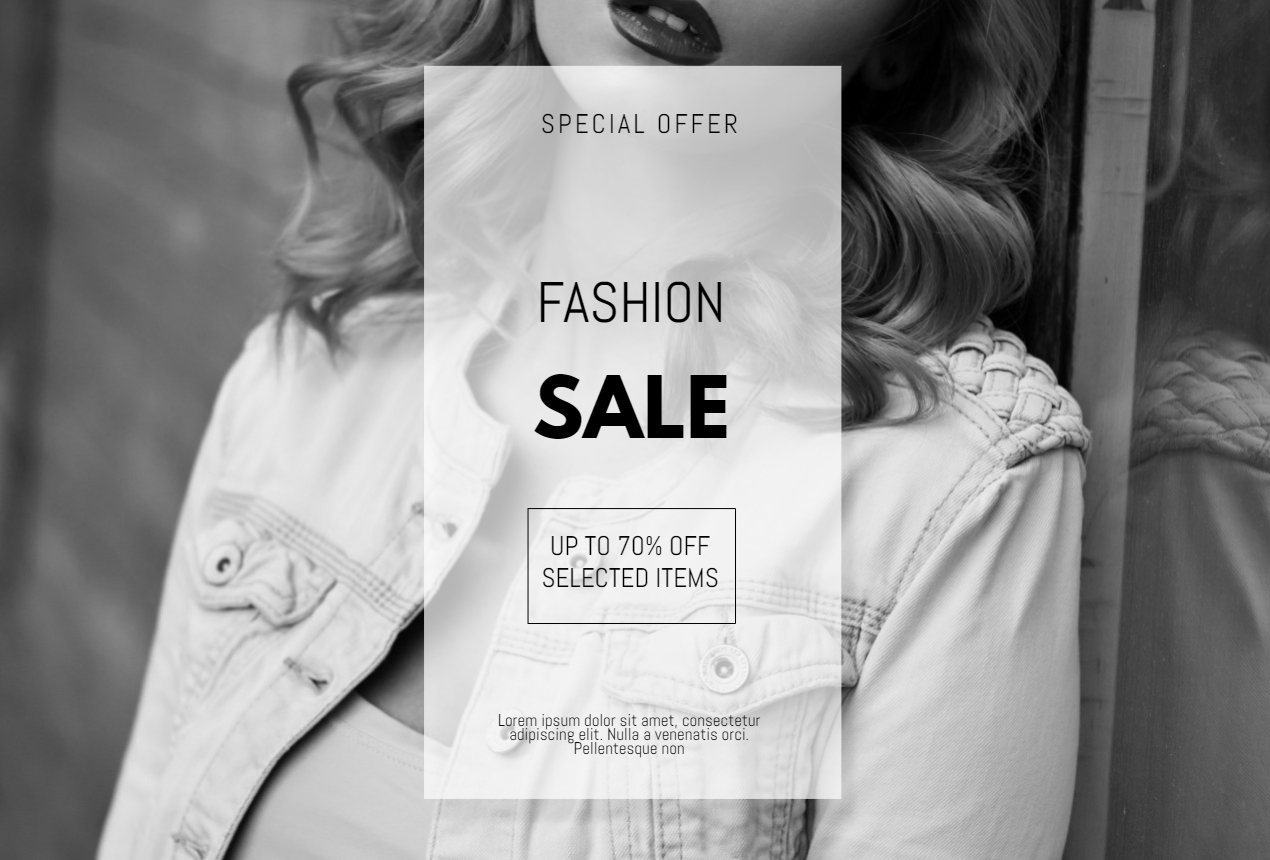 SPECIAL OFFER
FASHION
SALE
UP TO 70% OFF
SELECTED ITEMS
Lorem ipsum dolor sit amet, consectetur
adipiscing elit. Nulla a venenatis orci.
Pellentesque non